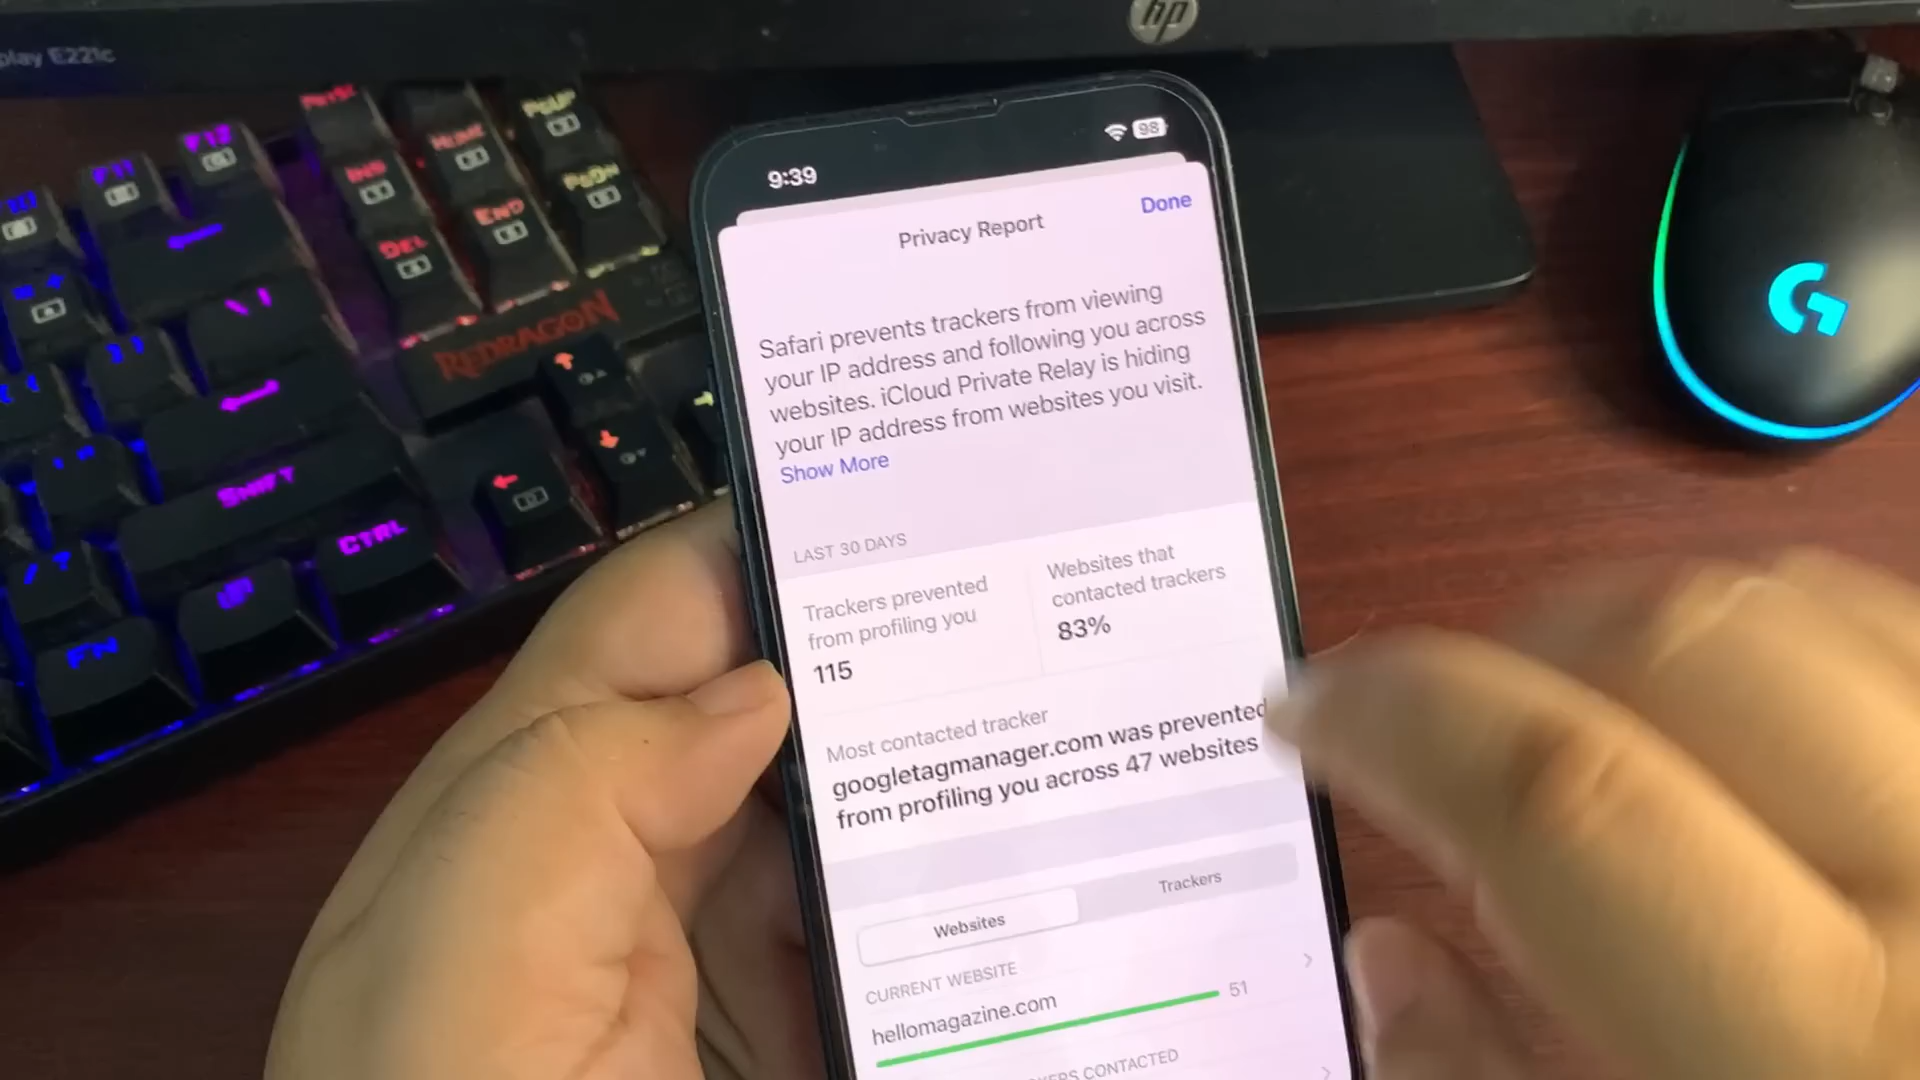 hp
play E221c
F12
F11
F10
HOME
PGUP
INS
END
PGDN
DEL
REDRAGON
SHIFT
CTRL
FN
G
9:39
98
Privacy Report
Done
Safari prevents trackers from viewing
your IP address and following you across
websites. iCloud Private Relay is hiding
your IP address from websites you visit.
Show More
LAST 30 DAYS
Trackers prevented
from profiling you
115
Websites that
contacted trackers
83%
Most contacted tracker
googletagmanager.com was prevented
from profiling you across 47 websites
Websites
Trackers
CURRENT WEBSITE
hellomagazine.com
51
CONTACTED